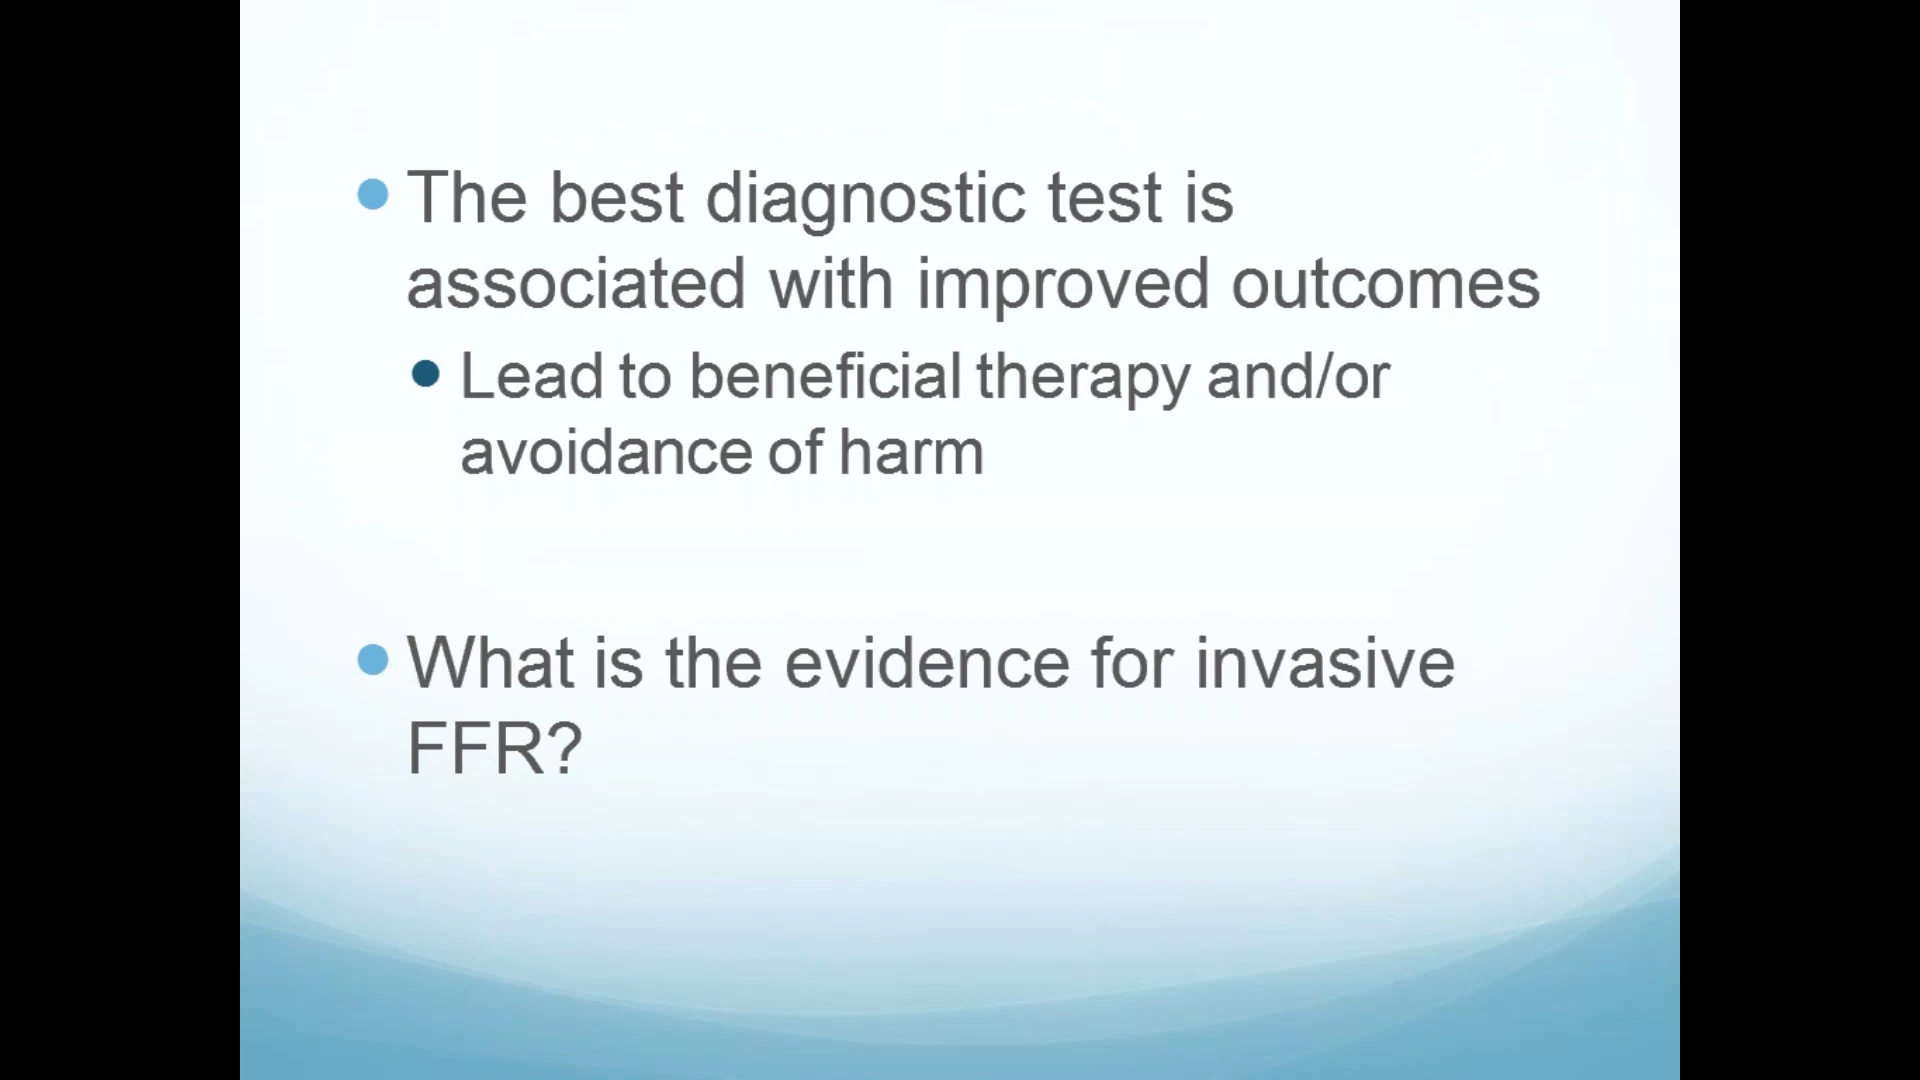 The best diagnostic test is
associated with improved outcomes
Lead to beneficial therapy and/or
avoidance of harm
What is the evidence for invasive
FFR?